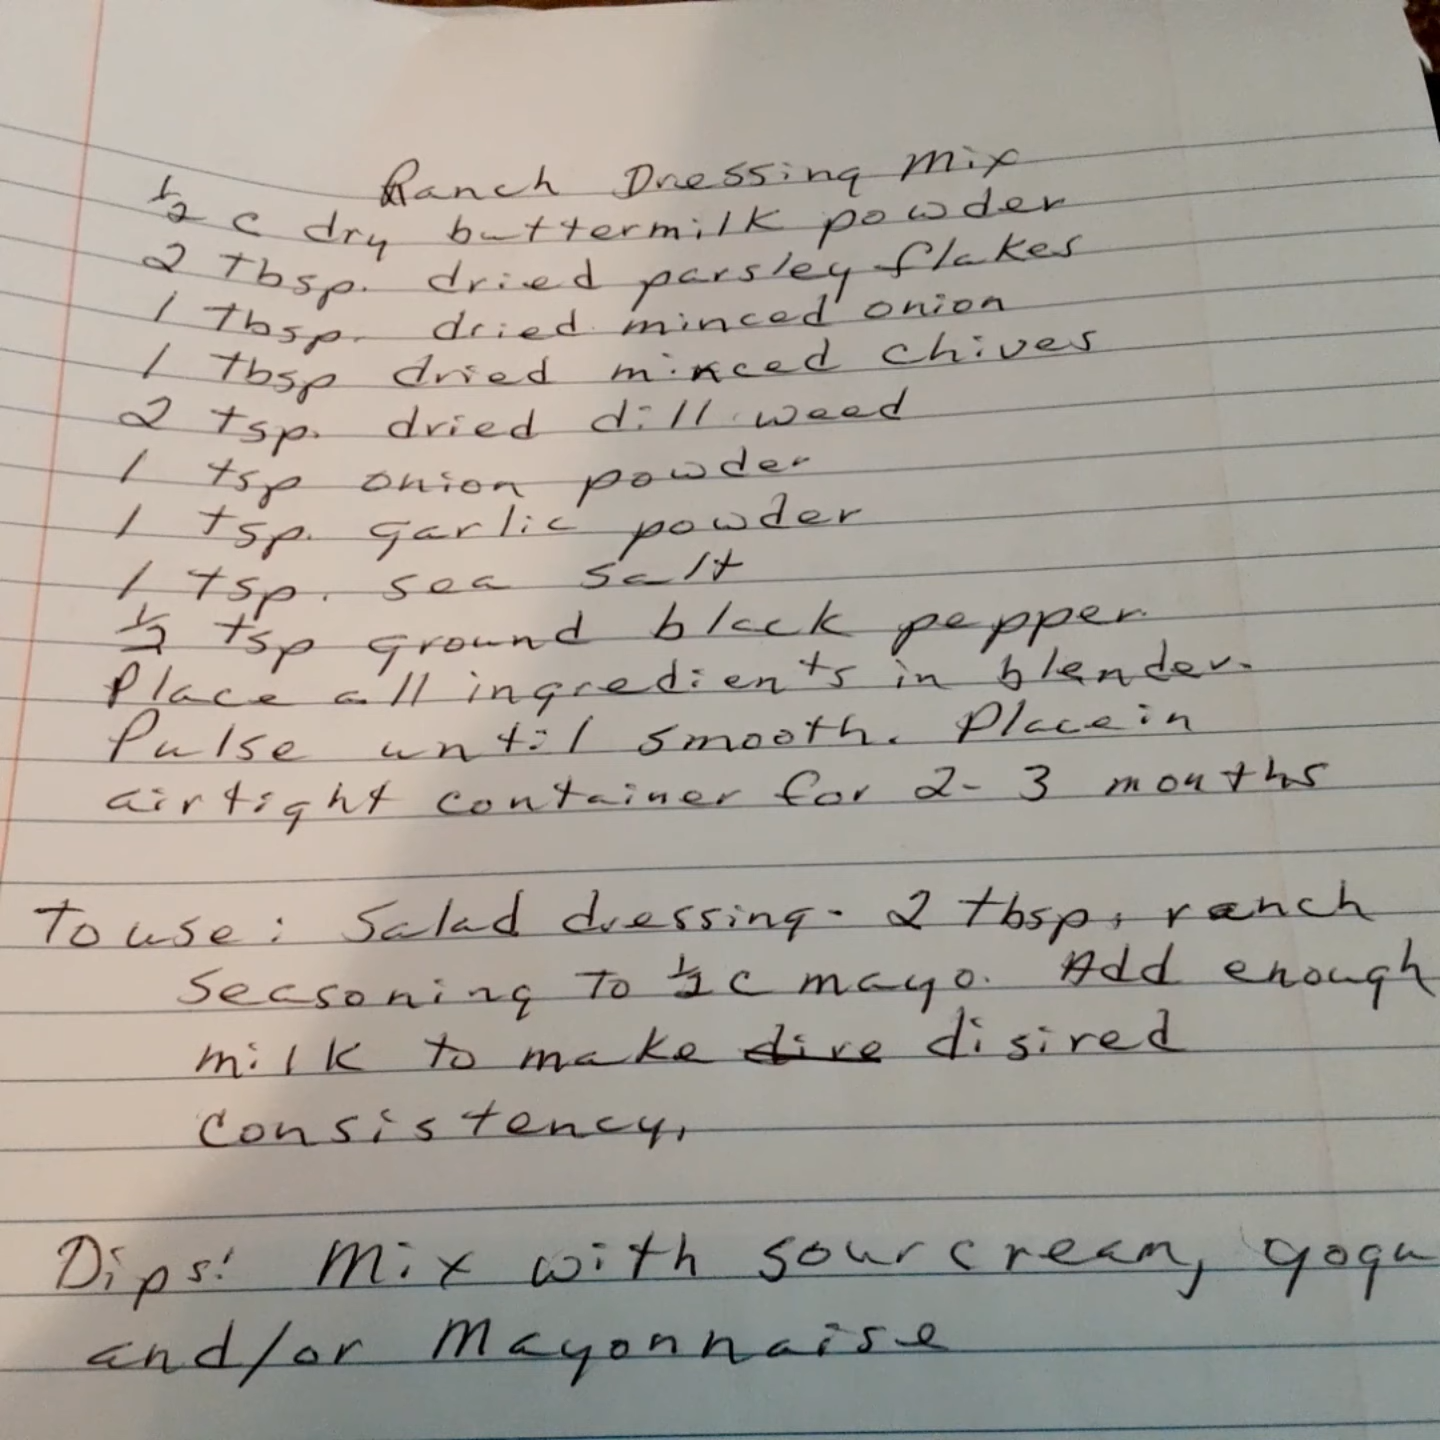 Ranch Dressing Mix
1/2 c dry buttermilk powder
2 Tbsp. dried parsley flakes
1 Tbsp. dried minced onion
1 Tbsp dried minced chives
2 tsp. dried dill weed
1 tsp onion powder
1 tsp. garlic powder
1 tsp. sea salt
1/2 tsp ground black pepper.
Place all ingredients in blender.
Pulse until smooth. Place in
airtight container for 2-3 months
To use: Salad dressing - 2 tbsp. ranch
Seasoning to 1/2 c mayo. Add enough
milk to make dire disired
consistency,
Dips: Mix with sour cream, yogu
and/or Mayonnaise